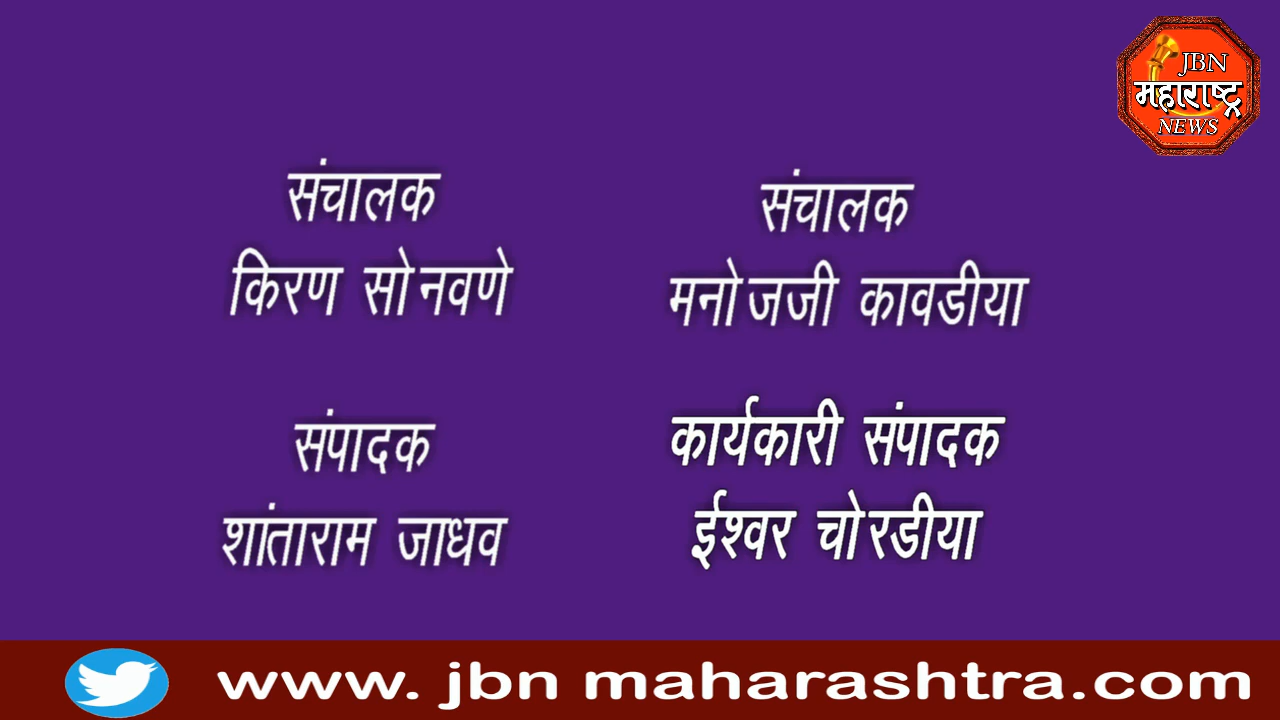 JBN
महाराष्ट्र
NEWS
संचालक
किरण सोनवणे
संचालक
मनोजजी कावडीया
संपादक
शांताराम जाधव
कार्यकारी संपादक
ईश्वर चोरडीया
www. jbn maharashtra.com